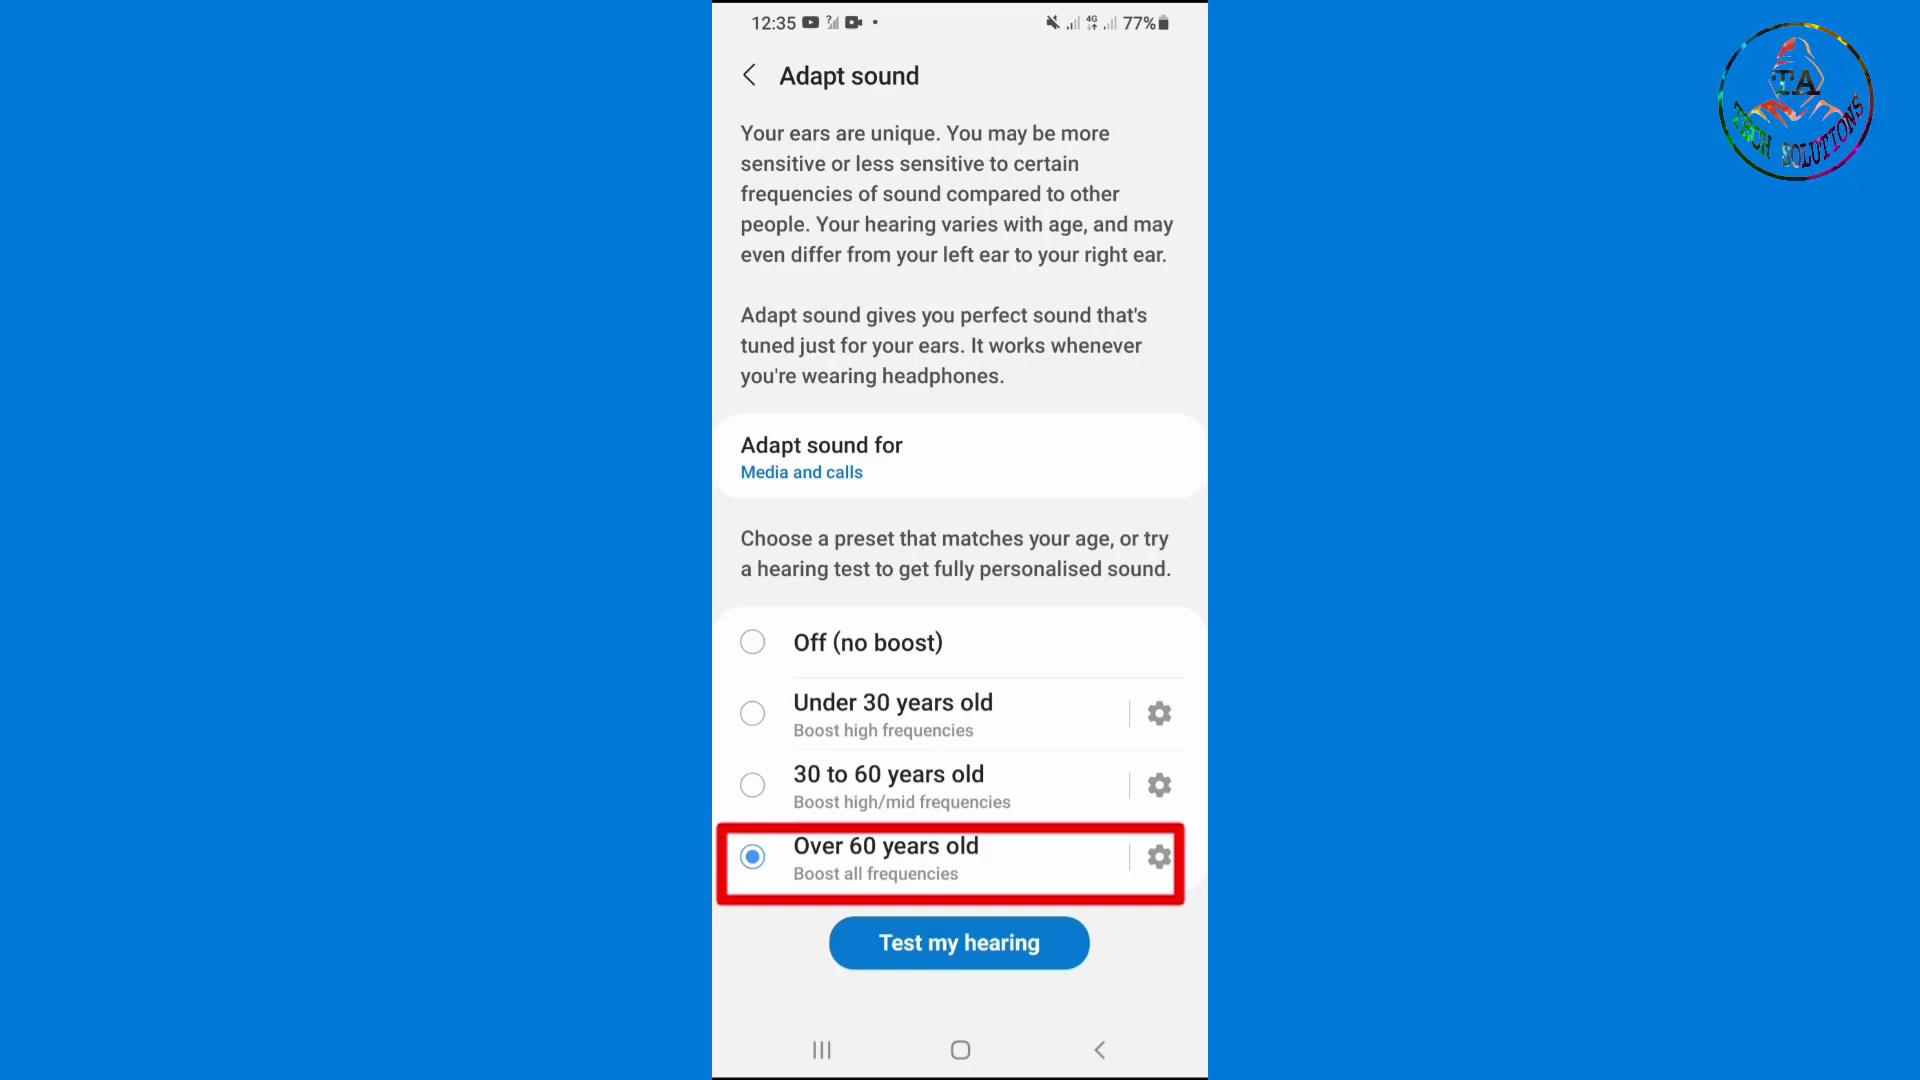 12:35
4G
77%
Adapt sound
Your ears are unique. You may be more
sensitive or less sensitive to certain
frequencies of sound compared to other
people. Your hearing varies with age, and may
even differ from your left ear to your right ear.
Adapt sound gives you perfect sound that's
tuned just for your ears. It works whenever
you're wearing headphones.
Adapt sound for
Media and calls
Choose a preset that matches your age, or try
a hearing test to get fully personalised sound.
Off (no boost)
Under 30 years old
Boost high frequencies
30 to 60 years old
Boost high/mid frequencies
Over 60 years old
Boost all frequencies
Test my hearing
TA
TECH SOLUTIONS